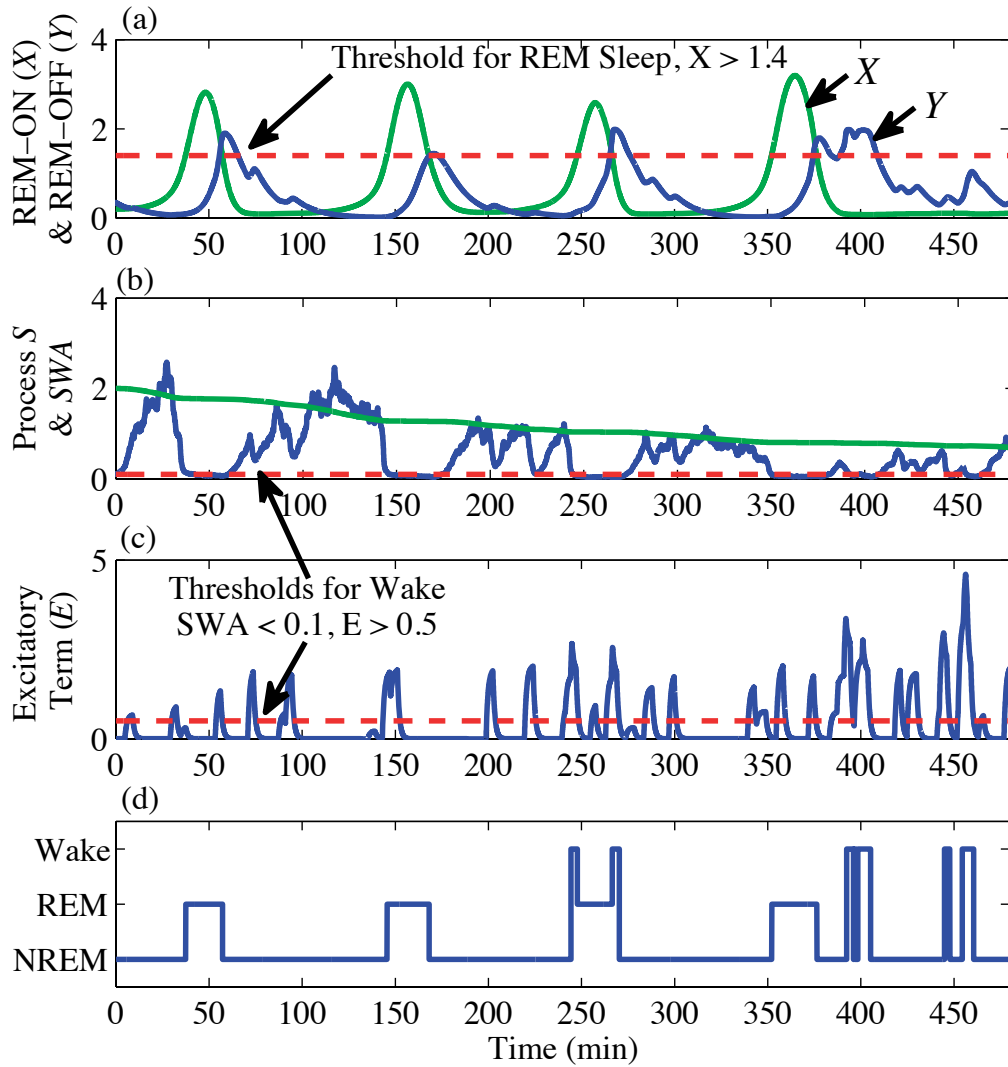 (a)
REM–ON (X)
& REM–OFF (Y)
4
2
0
Threshold for REM Sleep, X > 1.4
X
Y
0 50 100 150 200 250 300 350 400 450
(b)
Process S
& SWA
4
2
0
0 50 100 150 200 250 300 350 400 450
(c)
Excitatory
Term (E)
5
0
Thresholds for Wake
SWA < 0.1, E > 0.5
0 50 100 150 200 250 300 350 400 450
(d)
Wake
REM
NREM
0 50 100 150 200 250 300 350 400 450
Time (min)